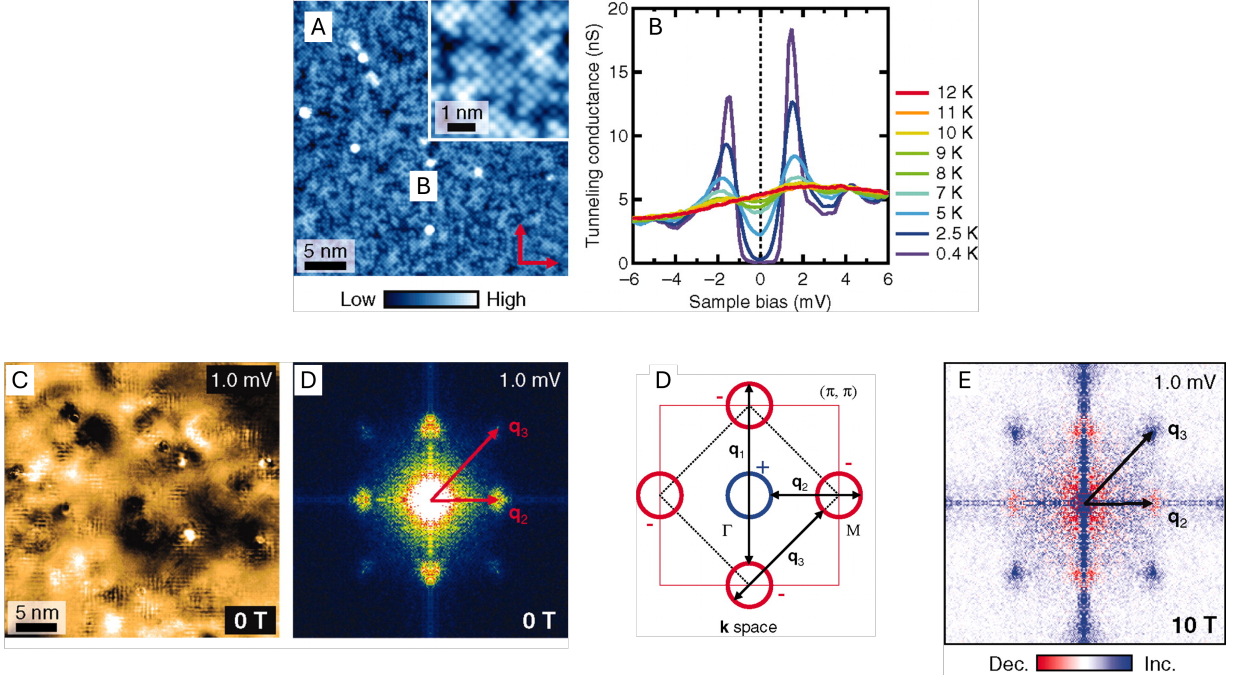 A
1 nm
B
5 nm
Low
High
B
Tunneling conductance (nS)
20
15
10
5
0
−6
−4
−2
0
2
4
6
Sample bias (mV)
12 K
11 K
10 K
9 K
8 K
7 K
5 K
2.5 K
0.4 K
C
1.0 mV
5 nm
0 T
D
1.0 mV
q3
q2
0 T
D
(π, π)
-
-
-
-
+
q1
q2
q3
Γ
M
k space
E
1.0 mV
q3
q2
10 T
Dec.
Inc.